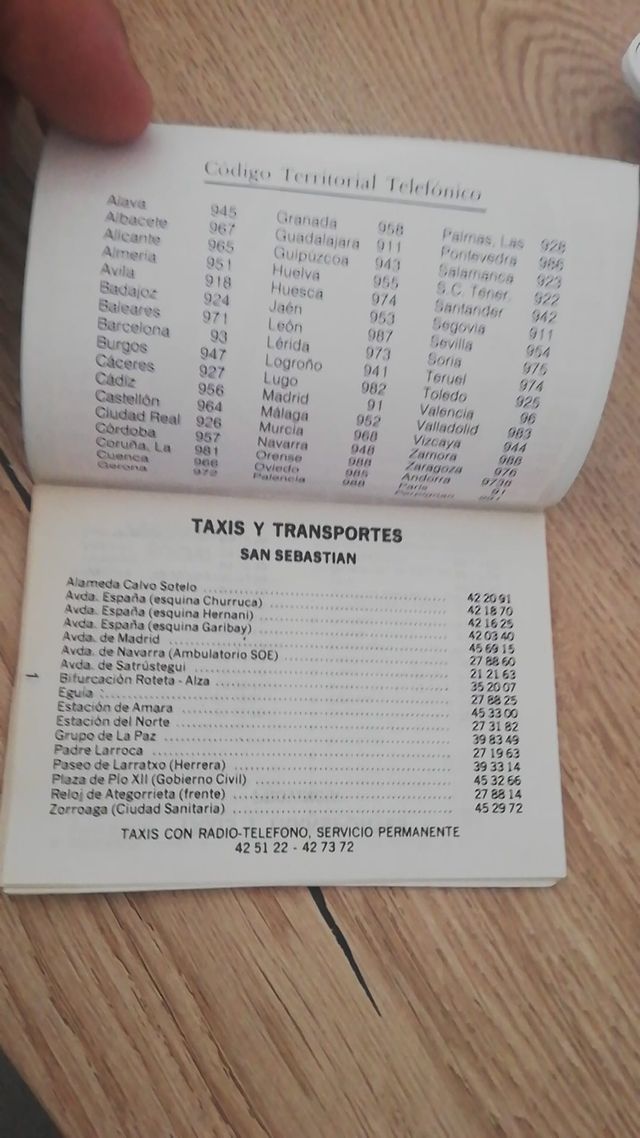 Código Territorial Telefónico
Alava 945
Albacete 967
Alicante 965
Almería 951
Avila 918
Badajoz 924
Baleares 971
Barcelona 93
Burgos 947
Cáceres 927
Cádiz 956
Castellón 964
Ciudad Real 926
Córdoba 957
Coruña, La 981
Cuenca 966
Gerona 972
Granada 958
Guadalajara 911
Guipúzcoa 943
Huelva 955
Huesca 974
Jaén 953
León 987
Lérida 973
Logroño 941
Lugo 982
Madrid 91
Málaga 952
Murcia 968
Navarra 948
Orense 988
Oviedo 985
Palencia 988
Palmas, Las 928
Pontevedra 986
Salamanca 923
S.C. Téner. 922
Santander 942
Segovia 911
Sevilla 954
Soria 975
Teruel 974
Toledo 925
Valencia 96
Valladolid 983
Vizcaya 944
Zamora 988
Zaragoza 976
Andorra 9738
París
Perpignan
TAXIS Y TRANSPORTES
SAN SEBASTIAN
Alameda Calvo Sotelo 42 20 91
Avda. España (esquina Churruca) 42 18 70
Avda. España (esquina Hernani) 42 16 25
Avda. España (esquina Garibay) 42 03 40
Avda. de Madrid 45 69 15
Avda. de Navarra (Ambulatorio SOE) 27 88 60
Avda. de Satrústegui 21 21 63
Bifurcación Roteta - Alza 35 20 07
Eguía 27 88 25
Estación de Amara 45 33 00
Estación del Norte 27 31 82
Grupo de La Paz 39 83 49
Padre Larroca 27 19 63
Paseo de Larratxo (Herrera) 39 33 14
Plaza de Pío XII (Gobierno Civil) 45 32 66
Reloj de Ategorrieta (frente) 27 88 14
Zorroaga (Ciudad Sanitaria) 45 29 72
TAXIS CON RADIO-TELEFONO, SERVICIO PERMANENTE
42 51 22 - 42 73 72
1